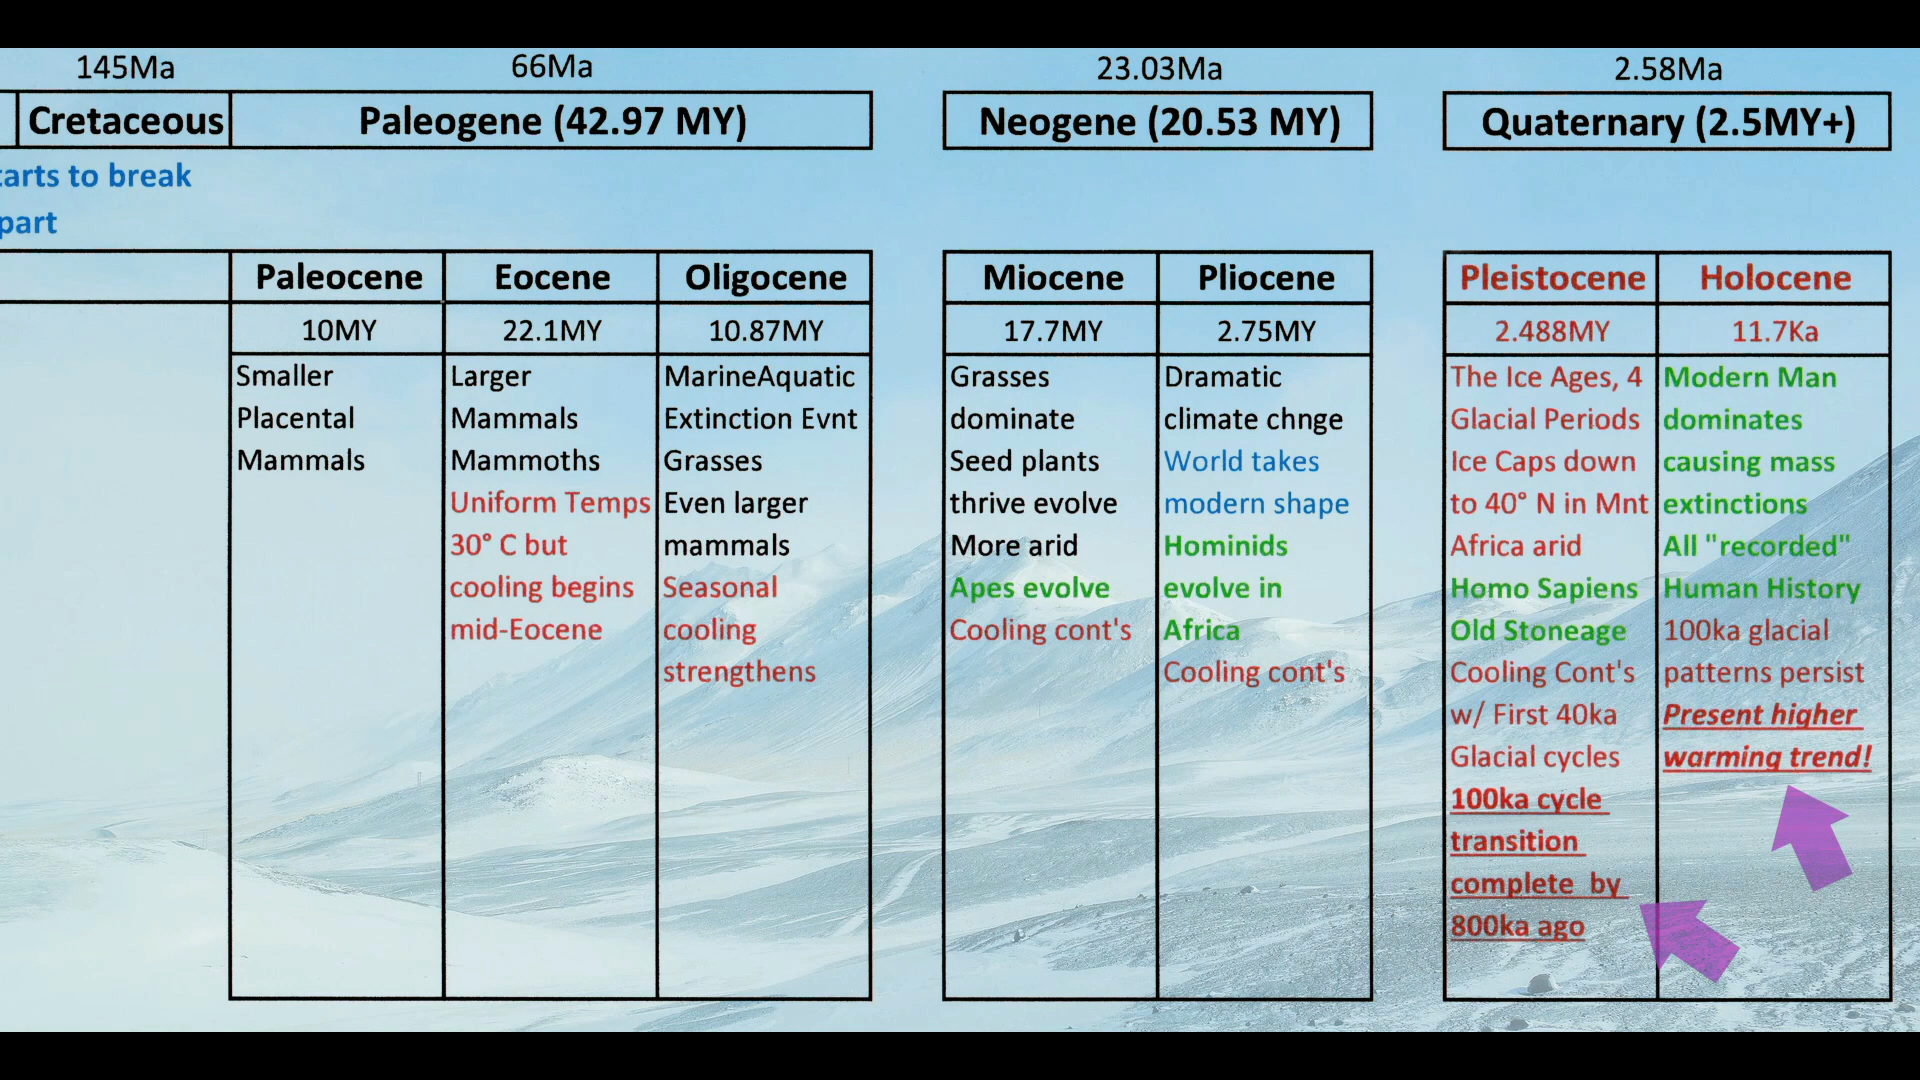 145Ma
66Ma
23.03Ma
2.58Ma
Cretaceous
Paleogene (42.97 MY)
Neogene (20.53 MY)
Quaternary (2.5MY+)
tarts to break
part
Paleocene
Eocene
Oligocene
Miocene
Pliocene
Pleistocene
Holocene
10MY
22.1MY
10.87MY
17.7MY
2.75MY
2.488MY
11.7Ka
Smaller
Placental
Mammals
Larger
Mammals
Mammoths
Uniform Temps
30° C but
cooling begins
mid-Eocene
MarineAquatic
Extinction Evnt
Grasses
Even larger
mammals
Seasonal
cooling
strengthens
Grasses
dominate
Seed plants
thrive evolve
More arid
Apes evolve
Cooling cont's
Dramatic
climate chnge
World takes
modern shape
Hominids
evolve in
Africa
Cooling cont's
The Ice Ages, 4
Glacial Periods
Ice Caps down
to 40° N in Mnt
Africa arid
Homo Sapiens
Old Stoneage
Cooling Cont's
w/ First 40ka
Glacial cycles
100ka cycle
transition
complete by
800ka ago
Modern Man
dominates
causing mass
extinctions
All "recorded"
Human History
100ka glacial
patterns persist
Present higher
warming trend!